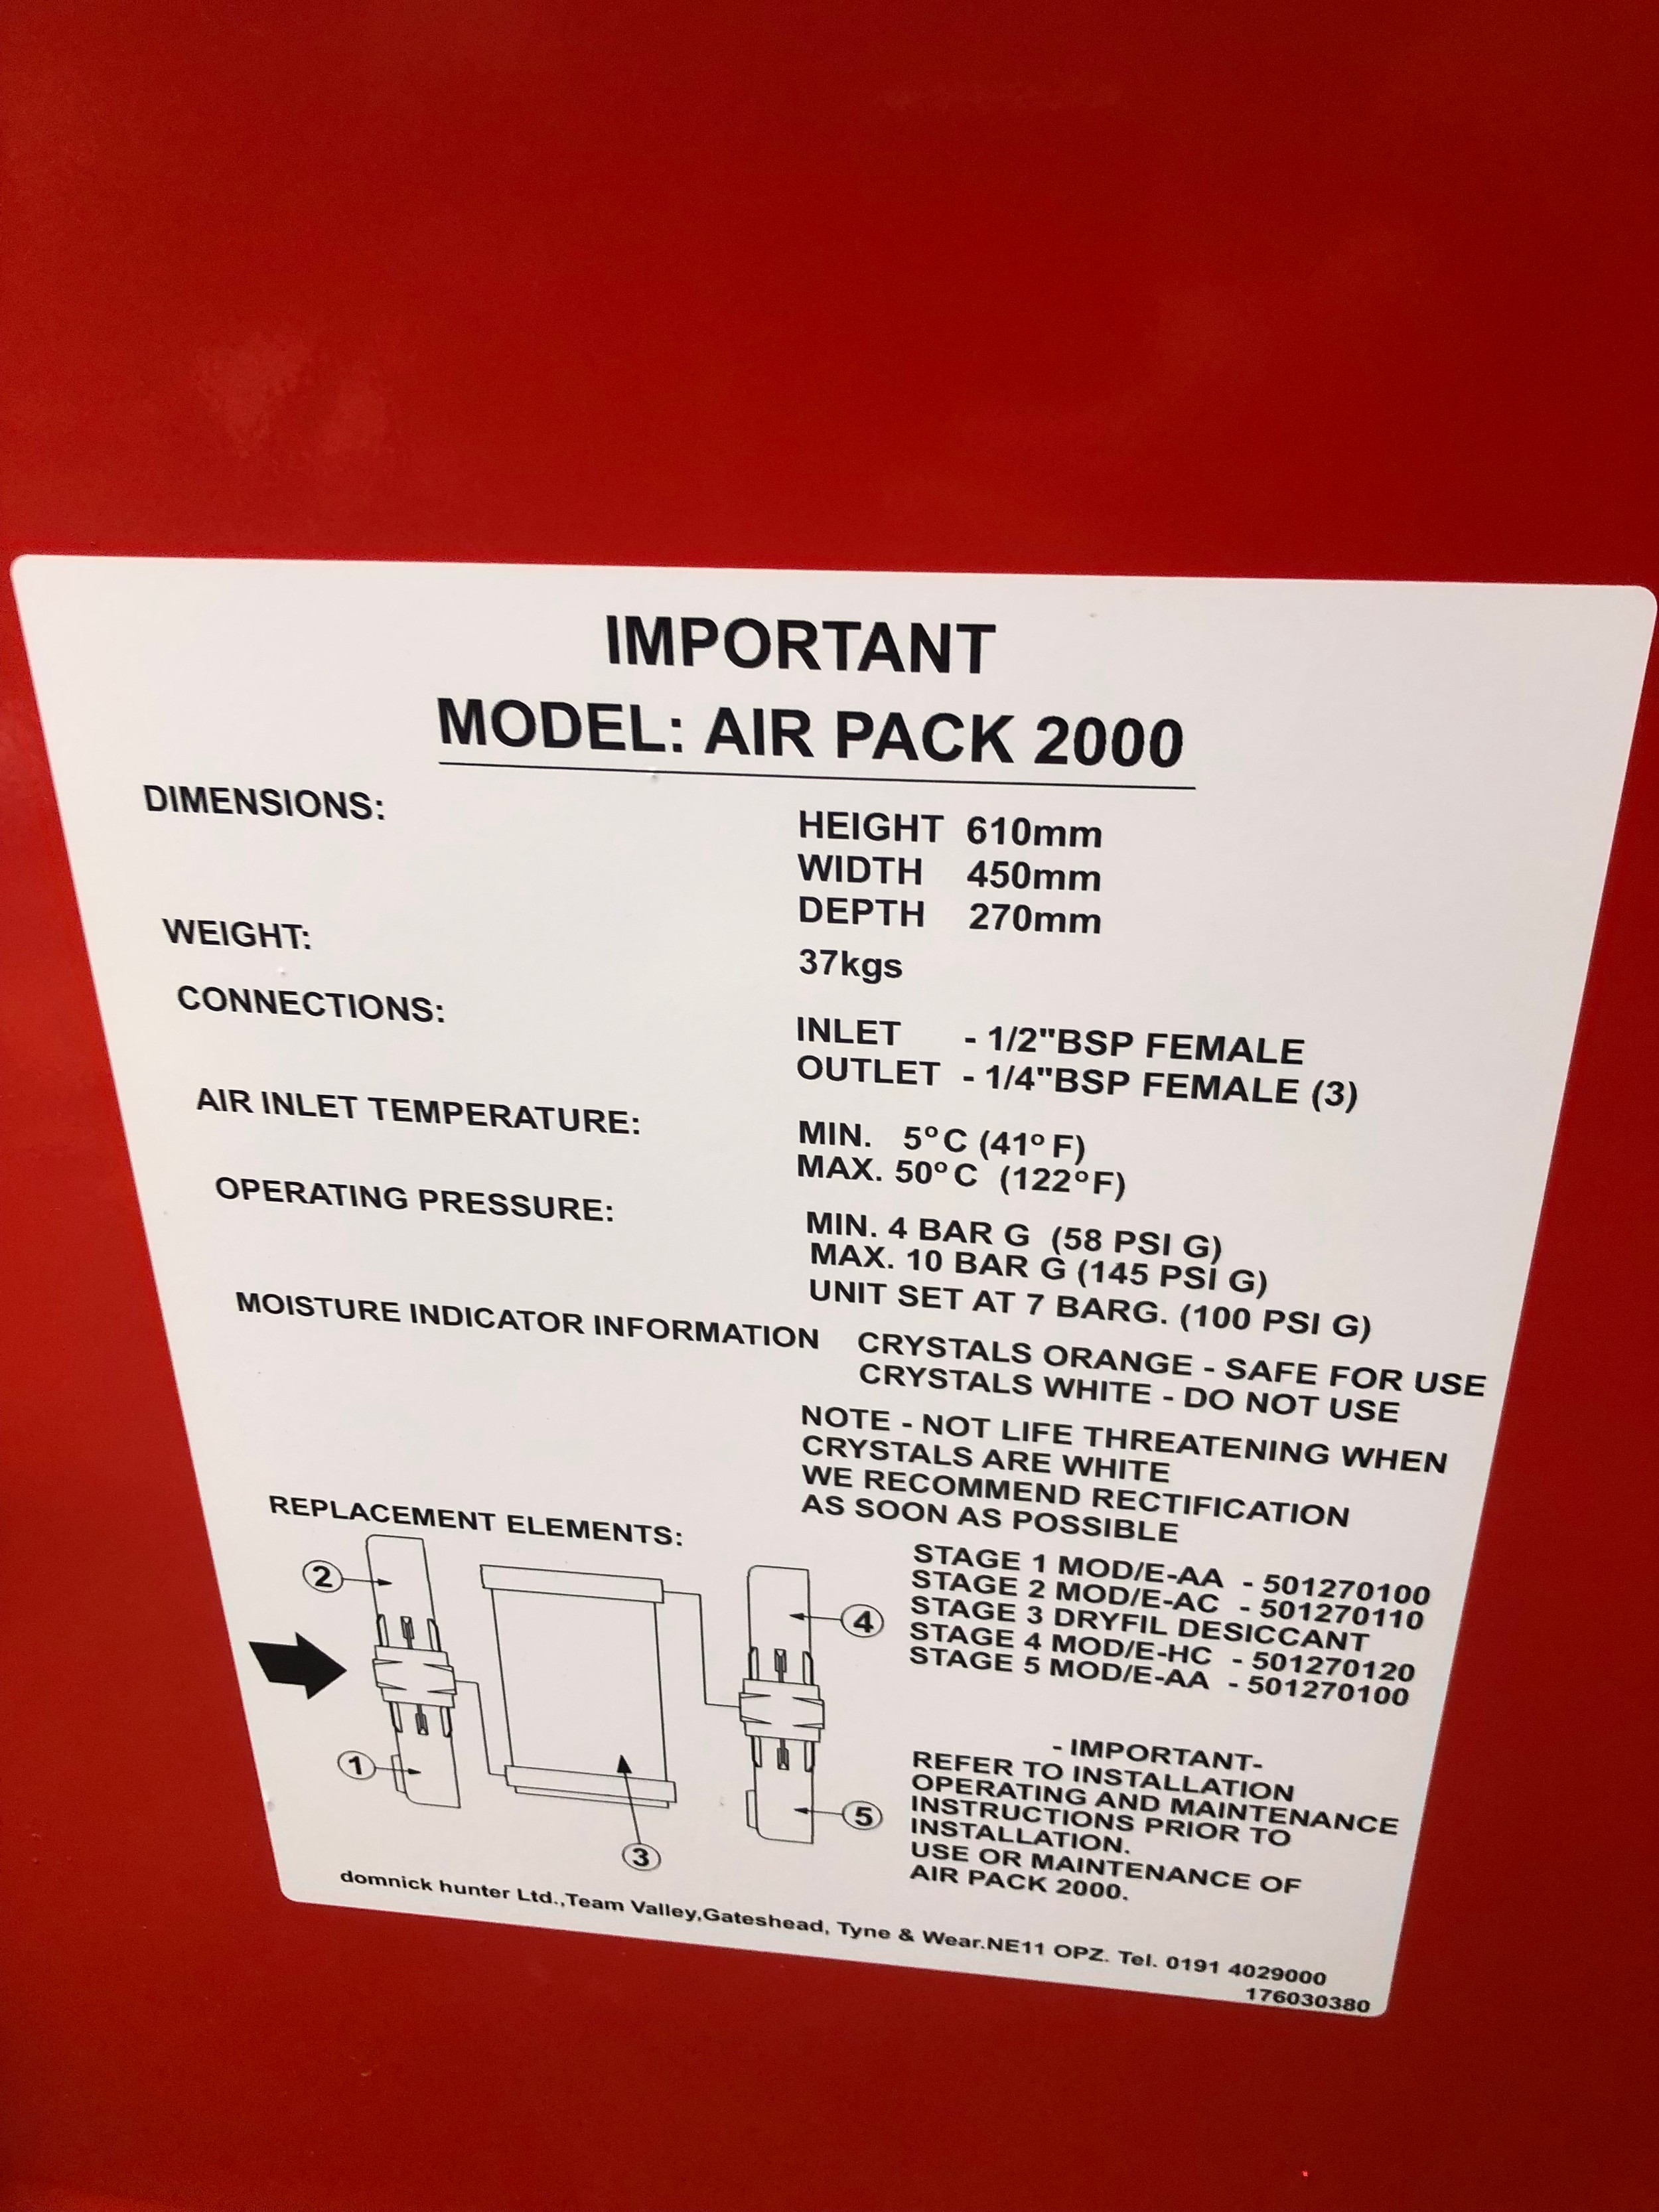 IMPORTANT
MODEL: AIR PACK 2000
DIMENSIONS:
HEIGHT 610mm
WIDTH 450mm
DEPTH 270mm
WEIGHT:
37kgs
CONNECTIONS:
INLET - 1/2"BSP FEMALE
OUTLET - 1/4"BSP FEMALE (3)
AIR INLET TEMPERATURE:
MIN. 5°C (41°F)
MAX. 50°C (122°F)
OPERATING PRESSURE:
MIN. 4 BAR G (58 PSI G)
MAX. 10 BAR G (145 PSI G)
UNIT SET AT 7 BARG. (100 PSI G)
MOISTURE INDICATOR INFORMATION
CRYSTALS ORANGE - SAFE FOR USE
CRYSTALS WHITE - DO NOT USE
NOTE - NOT LIFE THREATENING WHEN
CRYSTALS ARE WHITE
WE RECOMMEND RECTIFICATION
AS SOON AS POSSIBLE
REPLACEMENT ELEMENTS:
2
4
1
5
3
STAGE 1 MOD/E-AA - 501270100
STAGE 2 MOD/E-AC - 501270110
STAGE 3 DRYFIL DESICCANT
STAGE 4 MOD/E-HC - 501270120
STAGE 5 MOD/E-AA - 501270100
- IMPORTANT-
REFER TO INSTALLATION
OPERATING AND MAINTENANCE
INSTRUCTIONS PRIOR TO
INSTALLATION.
USE OR MAINTENANCE OF
AIR PACK 2000.
domnick hunter Ltd.,Team Valley,Gateshead, Tyne & Wear.NE11 OPZ. Tel. 0191 4029000
176030380